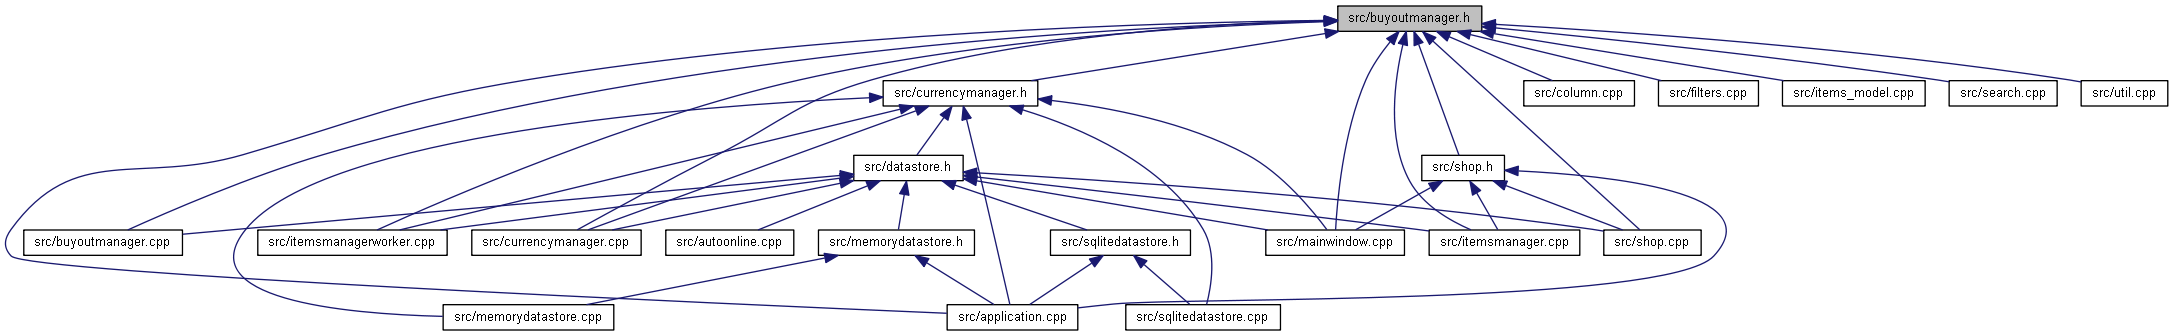 src/buyoutmanager.h
src/currencymanager.h
src/column.cpp
src/filters.cpp
src/items_model.cpp
src/search.cpp
src/util.cpp
src/datastore.h
src/shop.h
src/buyoutmanager.cpp
src/itemsmanagerworker.cpp
src/currencymanager.cpp
src/autoonline.cpp
src/memorydatastore.h
src/sqlitedatastore.h
src/mainwindow.cpp
src/itemsmanager.cpp
src/shop.cpp
src/memorydatastore.cpp
src/application.cpp
src/sqlitedatastore.cpp